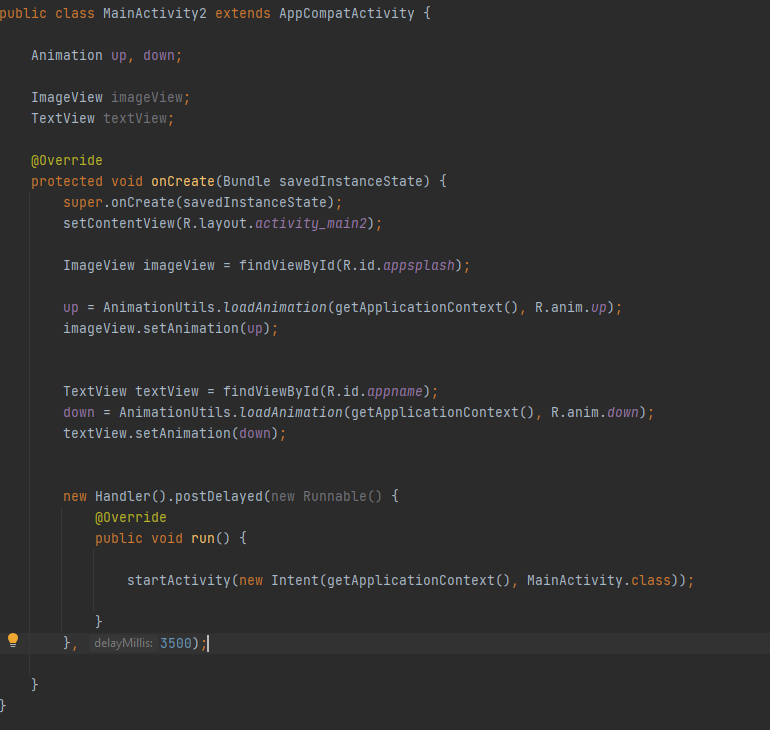 public class MainActivity2 extends AppCompatActivity {
Animation up, down;
ImageView imageView;
TextView textView;
@Override
protected void onCreate(Bundle savedInstanceState) {
super.onCreate(savedInstanceState);
setContentView(R.layout.activity_main2);
ImageView imageView = findViewById(R.id.appsplash);
up = AnimationUtils.loadAnimation(getApplicationContext(), R.anim.up);
imageView.setAnimation(up);
TextView textView = findViewById(R.id.appname);
down = AnimationUtils.loadAnimation(getApplicationContext(), R.anim.down);
textView.setAnimation(down);
new Handler().postDelayed(new Runnable() {
@Override
public void run() {
startActivity(new Intent(getApplicationContext(), MainActivity.class));
}
}, delayMillis: 3500);
}
}